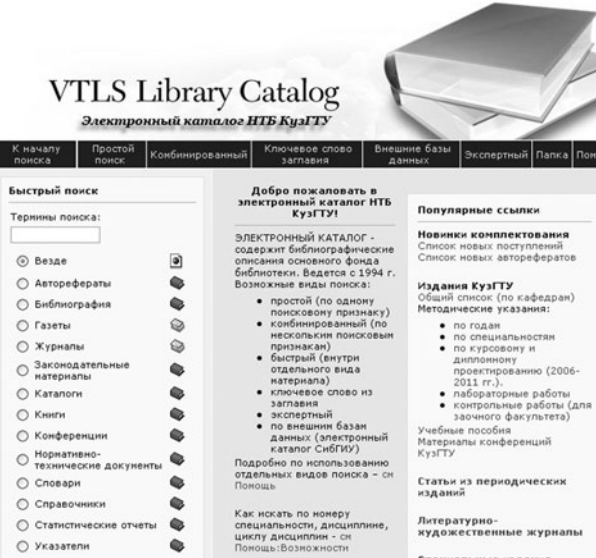 VTLS Library Catalog
Электронный каталог НТБ КузГТУ
К началу поиска
Простой поиск
Комбинированный
Ключевое слово заглавия
Внешние базы данных
Экспертный
Папка
Пом
Быстрый поиск
Термины поиска:
Везде
Авторефераты
Библиография
Газеты
Журналы
Законодательные
материалы
Каталоги
Книги
Конференции
Нормативно-
технические документы
Словари
Справочники
Статистические отчеты
Указатели
Добро пожаловать в
электронный каталог НТБ
КузГТУ!
ЭЛЕКТРОННЫЙ КАТАЛОГ -
содержит библиографические
описания основного фонда
библиотеки. Ведется с 1994 г.
Возможные виды поиска:
простой (по одному
поисковому признаку)
комбинированный (по
нескольким поисковым
признакам)
быстрый (внутри
отдельного вида
материала)
ключевое слово из
заглавия
экспертный
по внешним базам
данных (электронный
каталог СибГИУ)
Подробно по использованию
отдельных видов поиска – см
Помощь
Как искать по номеру
специальности, дисциплине,
циклу дисциплин - см
Помощь:Возможности
Популярные ссылки
Новинки комплектования
Список новых поступлений
Список новых авторефератов
Издания КузГТУ
Общий список (по кафедрам)
Методические указания:
по годам
по специальностям
по курсовому и
дипломному
проектированию (2006-
2011 гг.).
лабораторные работы
контрольные работы (для
заочного факультета)
Учебные пособия
Материалы конференций
КузГТУ
Статьи из периодических
изданий
Литературно-
художественные журналы